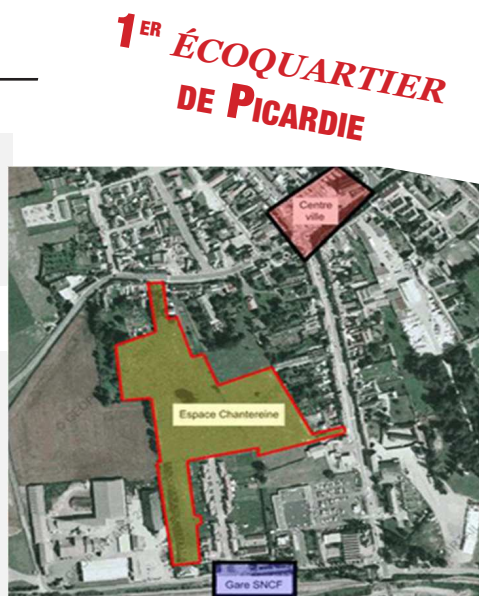 1ER ÉCOQUARTIER
DE PICARDIE
Centre
ville
Espace Chantereine
Gare SNCF